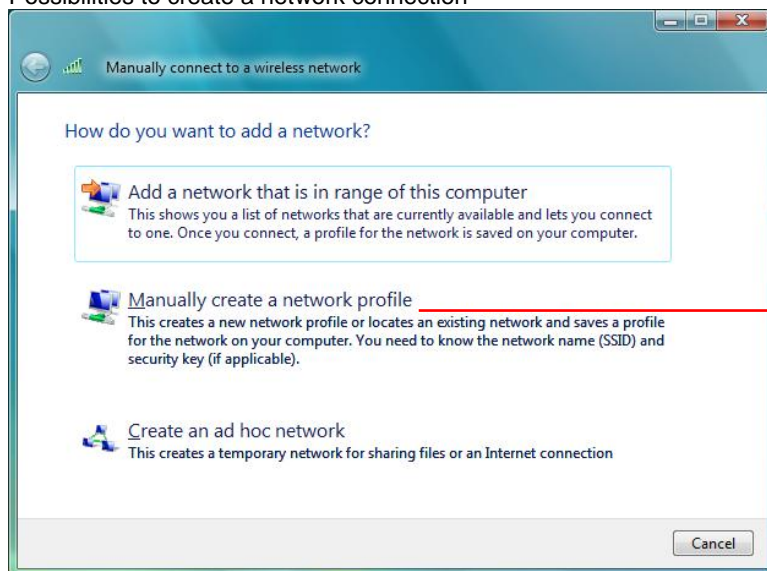 Possibilities to create a network connection
Manually connect to a wireless network
How do you want to add a network?
Add a network that is in range of this computer
This shows you a list of networks that are currently available and lets you connect
to one. Once you connect, a profile for the network is saved on your computer.
Manually create a network profile
This creates a new network profile or locates an existing network and saves a profile
for the network on your computer. You need to know the network name (SSID) and
security key (if applicable).
Create an ad hoc network
This creates a temporary network for sharing files or an Internet connection
Cancel